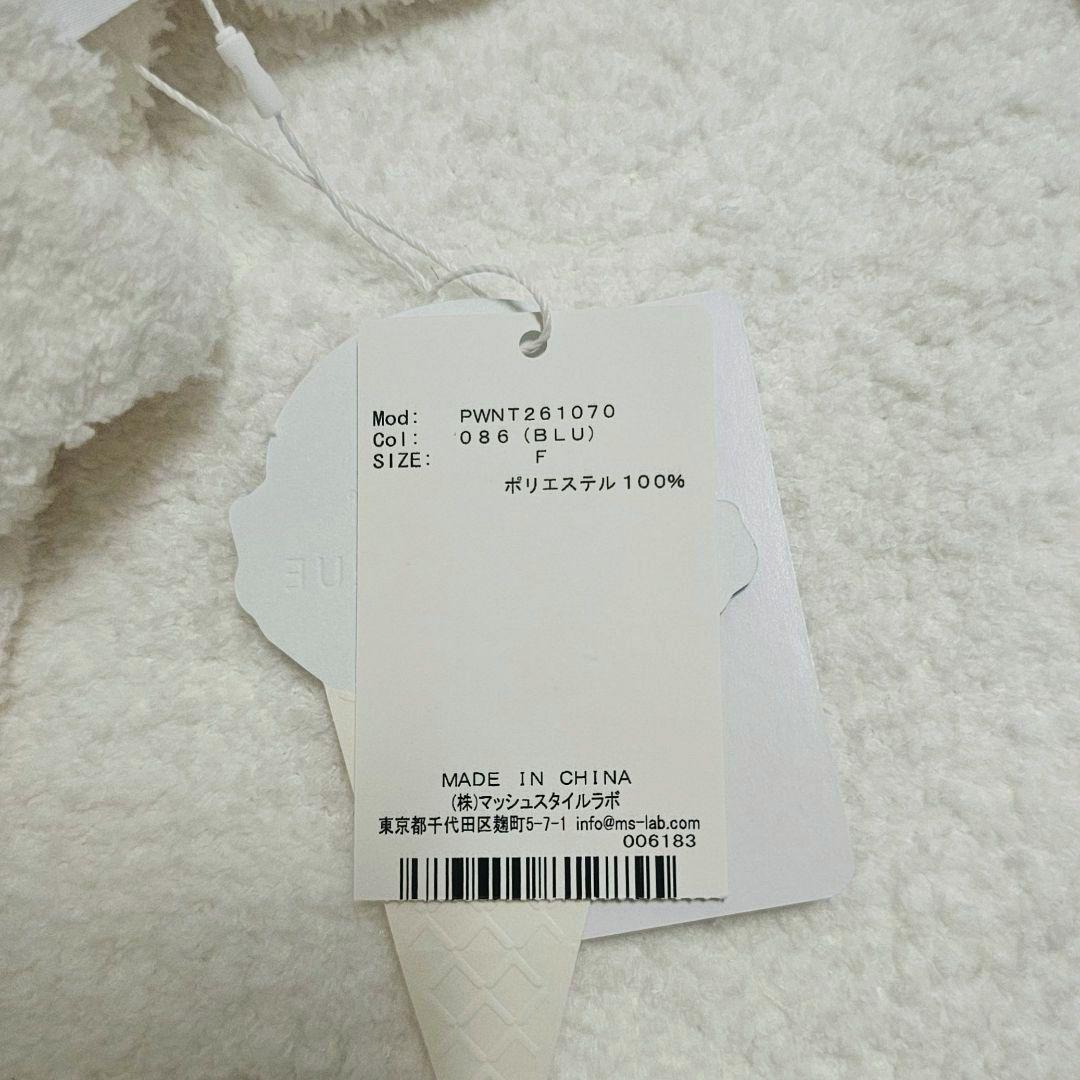 Mod: PWNT261070
Col: 086(BLU)
SIZE: F
ポリエステル100%
UE
MADE IN CHINA
(株)マッシュスタイルラボ
東京都千代田区麹町5-7-1 info@ms-lab.com
006183